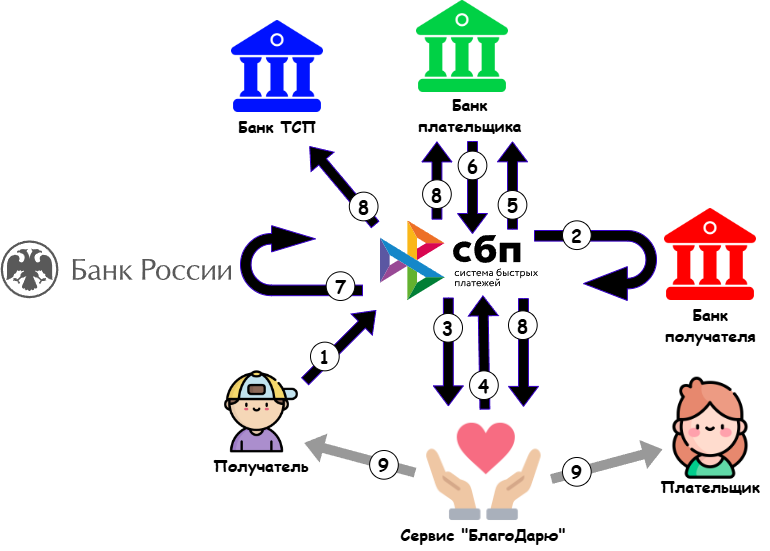 Банк ТСП
Банк
плательщика
8
8
6
5
2
сбп
система быстрых
платежей
Банк России
7
Банк
получателя
1
3
4
8
Получатель
9
9
Плательщик
Сервис "БлагоДарю"